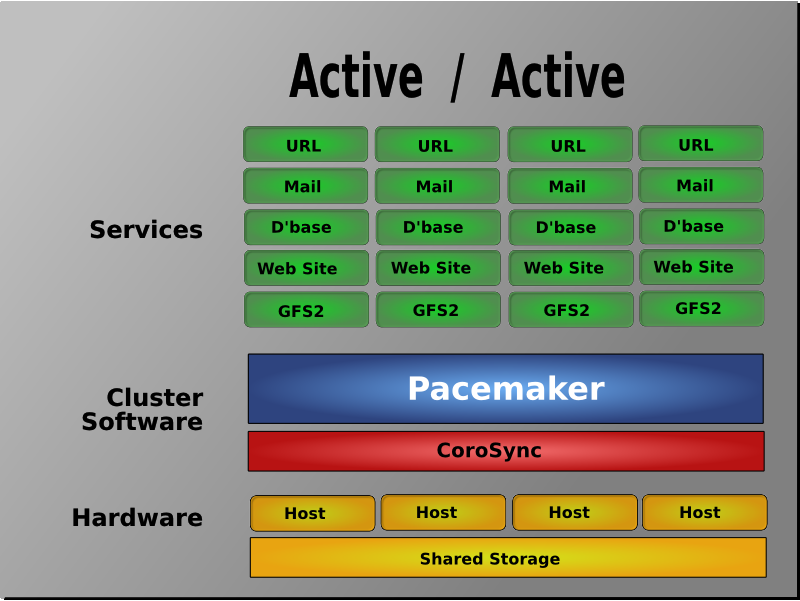 Active / Active
URL URL URL URL
Mail Mail Mail Mail
Services
D'base D'base D'base D'base
Web Site Web Site Web Site Web Site
GFS2 GFS2 GFS2 GFS2
Cluster
Software
Pacemaker
CoroSync
Hardware
Host Host Host Host
Shared Storage